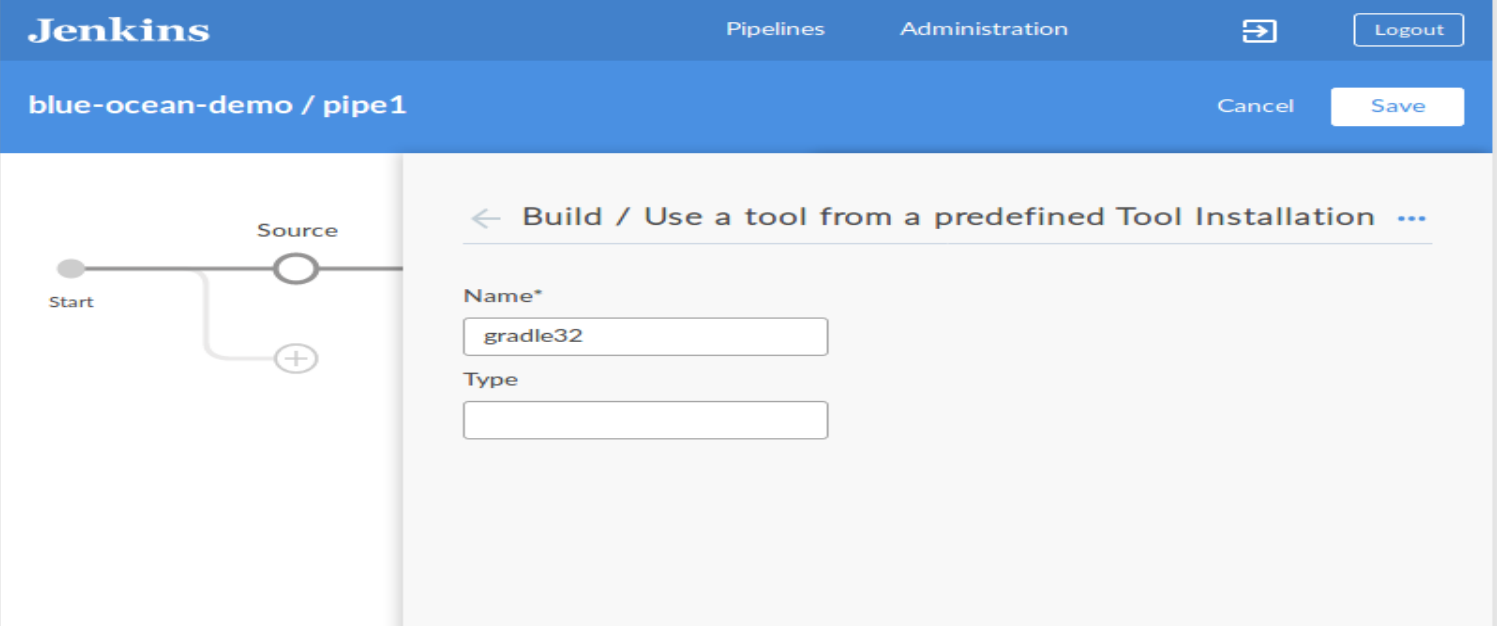 Jenkins Pipelines Administration Logout
blue-ocean-demo / pipe1 Cancel Save
Build / Use a tool from a predefined Tool Installation
Source
Start
Name*
gradle32
Type